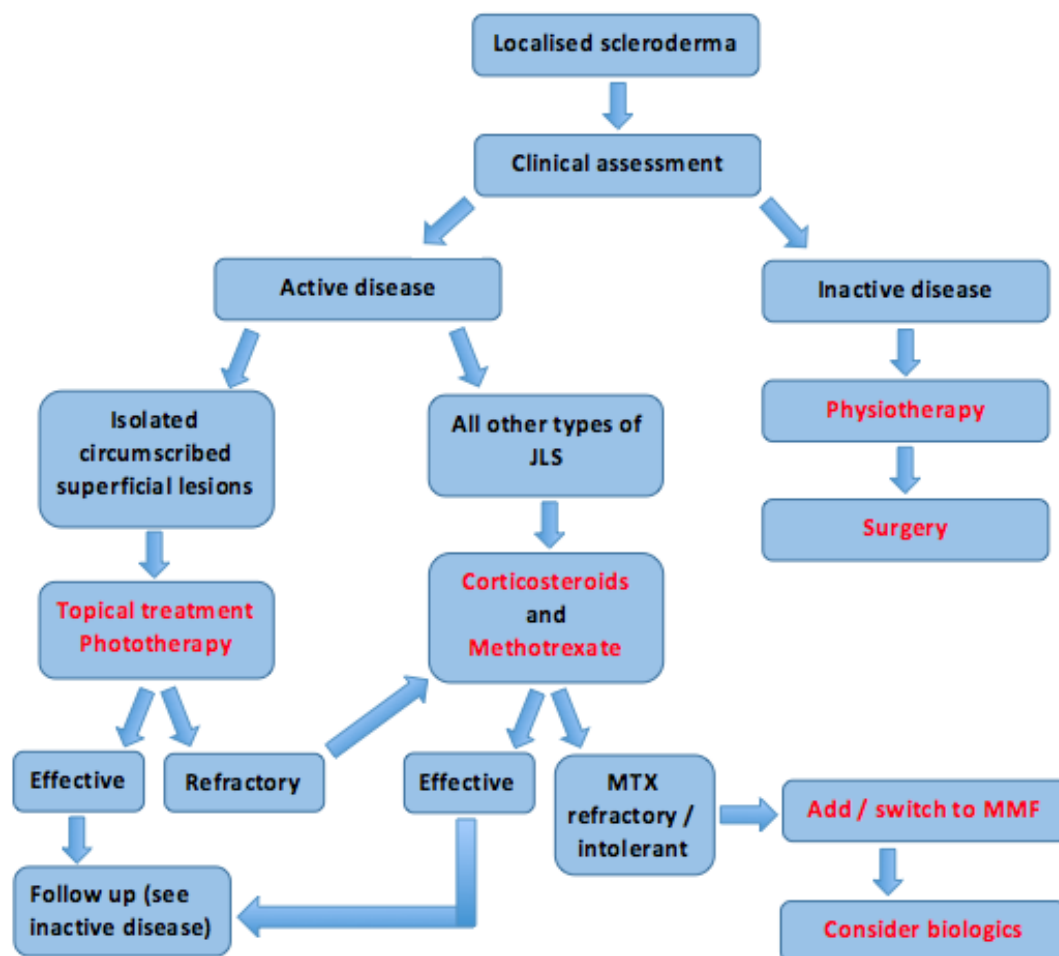 Localised scleroderma
Clinical assessment
Active disease
Inactive disease
Isolated
circumscribed
superficial lesions
All other types of
JLS
Physiotherapy
Surgery
Topical treatment
Phototherapy
Corticosteroids
and
Methotrexate
Effective
Refractory
Effective
MTX
refractory /
intolerant
Add / switch to MMF
Follow up (see
inactive disease)
Consider biologics